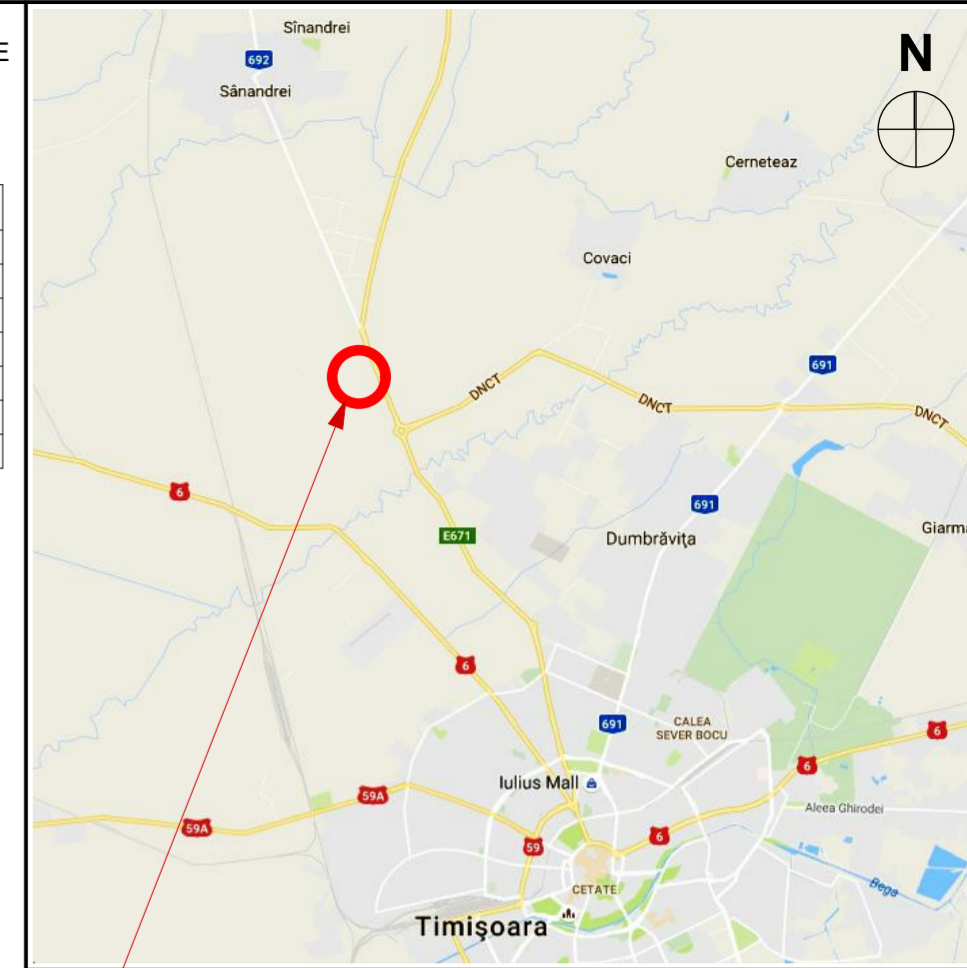 E
Sînandrei
N
692
Sânandrei
Cerneteaz
Covaci
691
DNCT
DNCT
DNCT
6
691
Giarma
E671
Dumbrăviţa
6
691
CALEA
SEVER BOCU
6
6
Iulius Mall
59A
Aleea Ghirodei
59A
6
59
CETATE
Bega
Timişoara